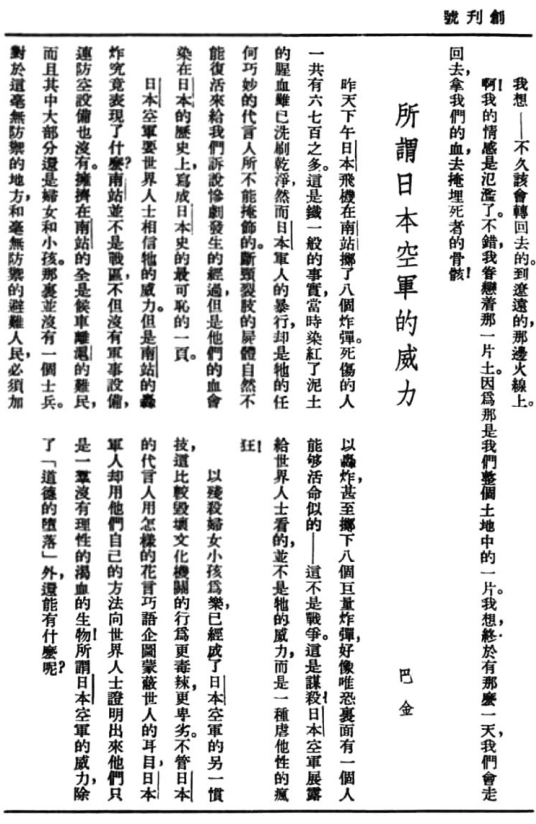 創刊號
我想——不久該會轉回去的。到遼遠的,那邊火線上。
啊!我的情感是氾濫了。不錯,我眷戀着那一片土。因爲那是我們整個土地中的一片。我想,終於有那麽一天,我們會走
回去,拿我們的血,去掩埋死者的骨骸!
所謂日本空軍的威力
巴金
昨天下午日本飛機在南站擲了八個炸彈。死傷的人
一共有六七百之多。這是鐵一般的事實,當時染紅了泥土
的腥血雖已洗刷乾淨,然而日本軍人的暴行,却是牠的任
何巧妙的代言人所不能掩飾的。斷頸裂肢的屍體自然不
能復活來給我們訴說慘劇發生的經過,但是他們的血會
染在日本的歷史上,寫成日本史的最可恥的一頁。
日本空軍要世界人士相信牠的威力。但是南站的轟
炸究竟表現了什麽?南站並不是戰區,不但沒有軍事設備,
連防空設備也沒有。擁擠在南站的全是候車離滬的難民,
而且其中大部分還是婦女和小孩。那裏並沒有一個士兵。
對於這毫無防禦的地方,和毫無防禦的避難人民,必須加
以轟炸,甚至擲下八個巨量炸彈,好像唯恐裏面有一個人
能够活命似的——這不是戰爭。這是謀殺!日本空軍展露
給世界人士看的,並不是牠的威力,而是一種虐他性的瘋
狂!
以殘殺婦女小孩爲樂,已經成了日本空軍的另一慣
技,這比較毀壞文化機關的行爲更毒辣,更卑劣。不管日本
的代言人用怎樣的花言巧語企圖蒙蔽世人的耳目,日本
軍人却用他們自己的方法向世界人士證明出來他們只
是一羣沒有理性的渴血的生物!所謂日本空軍的威力,除
了「道德的墮落」外,還能有什麽呢?